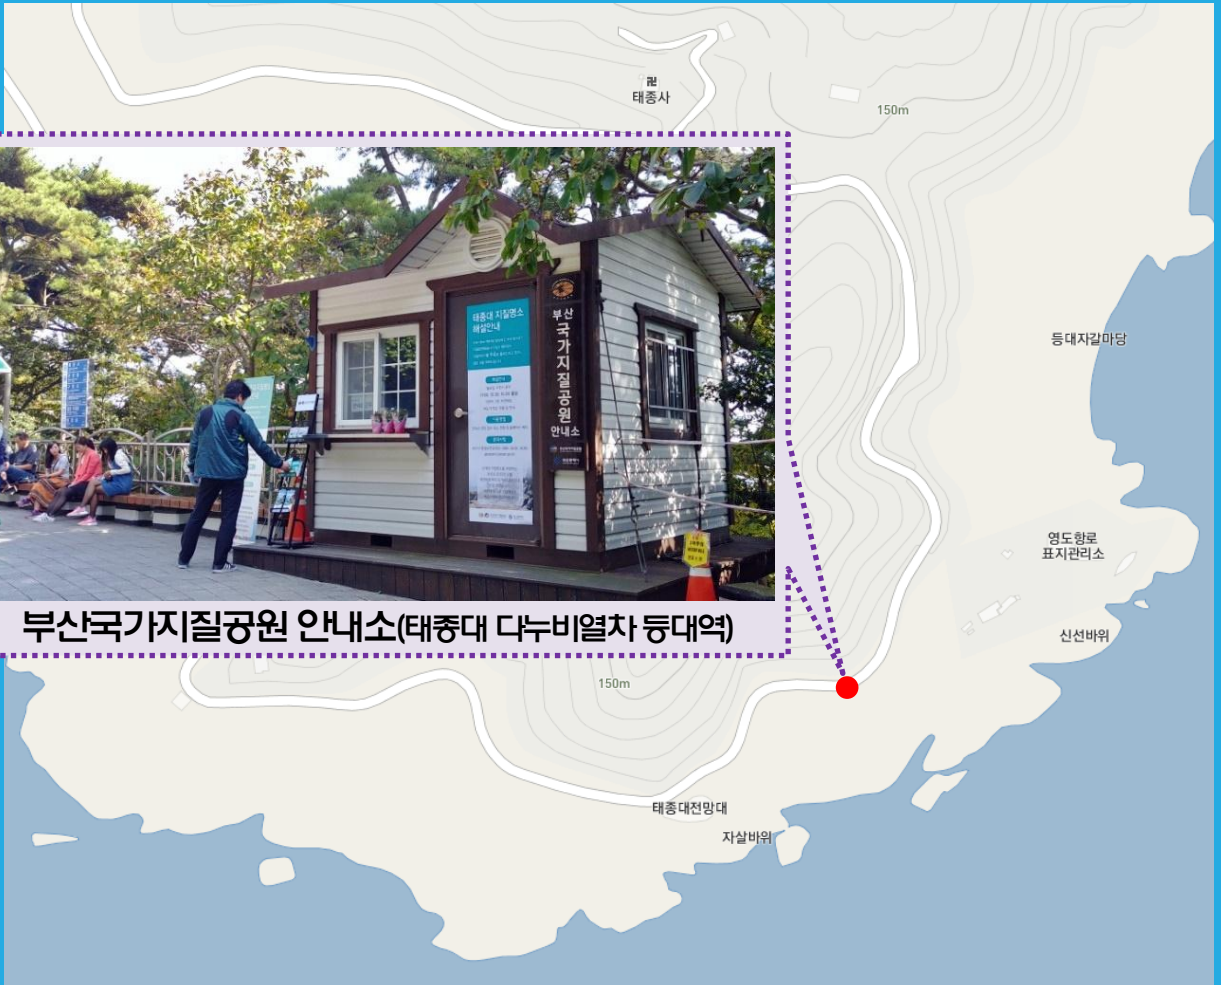 卍
태종사
150m
태종대 지질명소
해설안내
부산
국가지질공원
안내소
등대자갈마당
영도항로
표지관리소
신선바위
부산국가지질공원 안내소(태종대 다누비열차 등대역)
150m
태종대전망대
자살바위